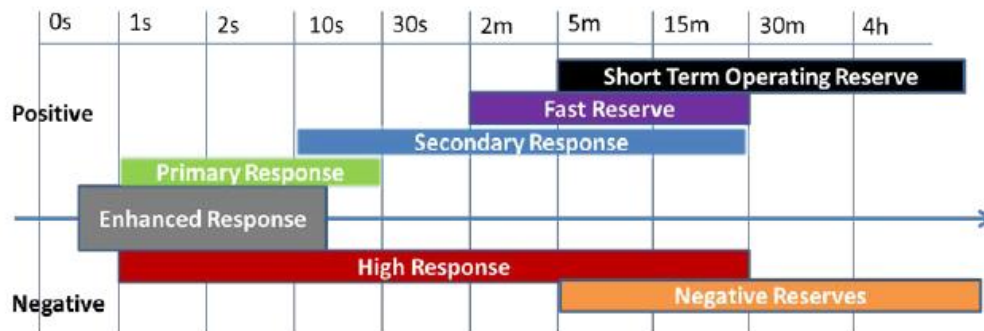 0s 1s 2s 10s 30s 2m 5m 15m 30m 4h
Short Term Operating Reserve
Positive
Fast Reserve
Secondary Response
Primary Response
Enhanced Response
High Response
Negative
Negative Reserves